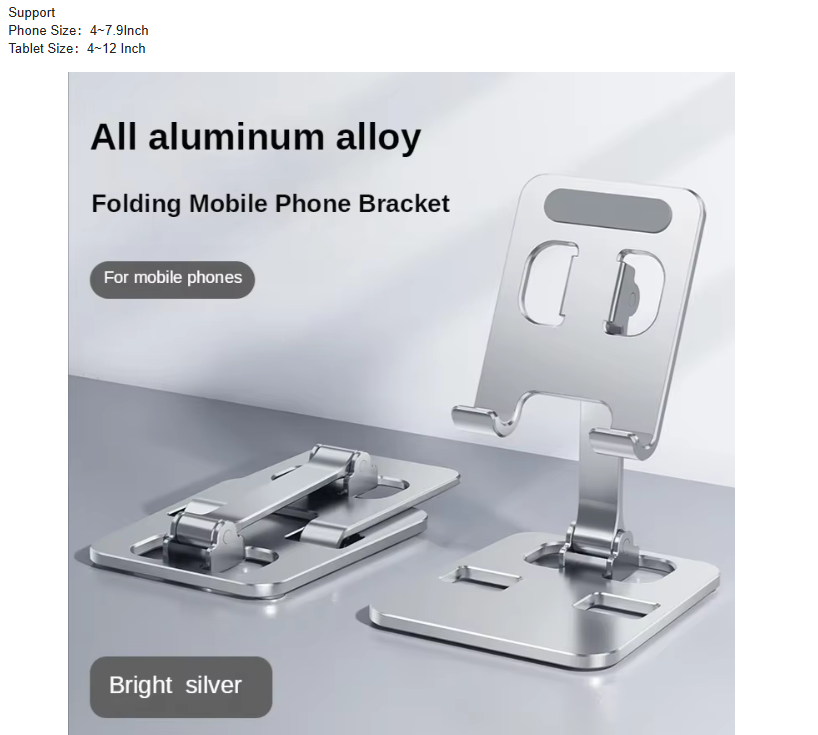 Support
Phone Size：4~7.9Inch
Tablet Size：4~12 Inch
All aluminum alloy
Folding Mobile Phone Bracket
For mobile phones
Bright silver